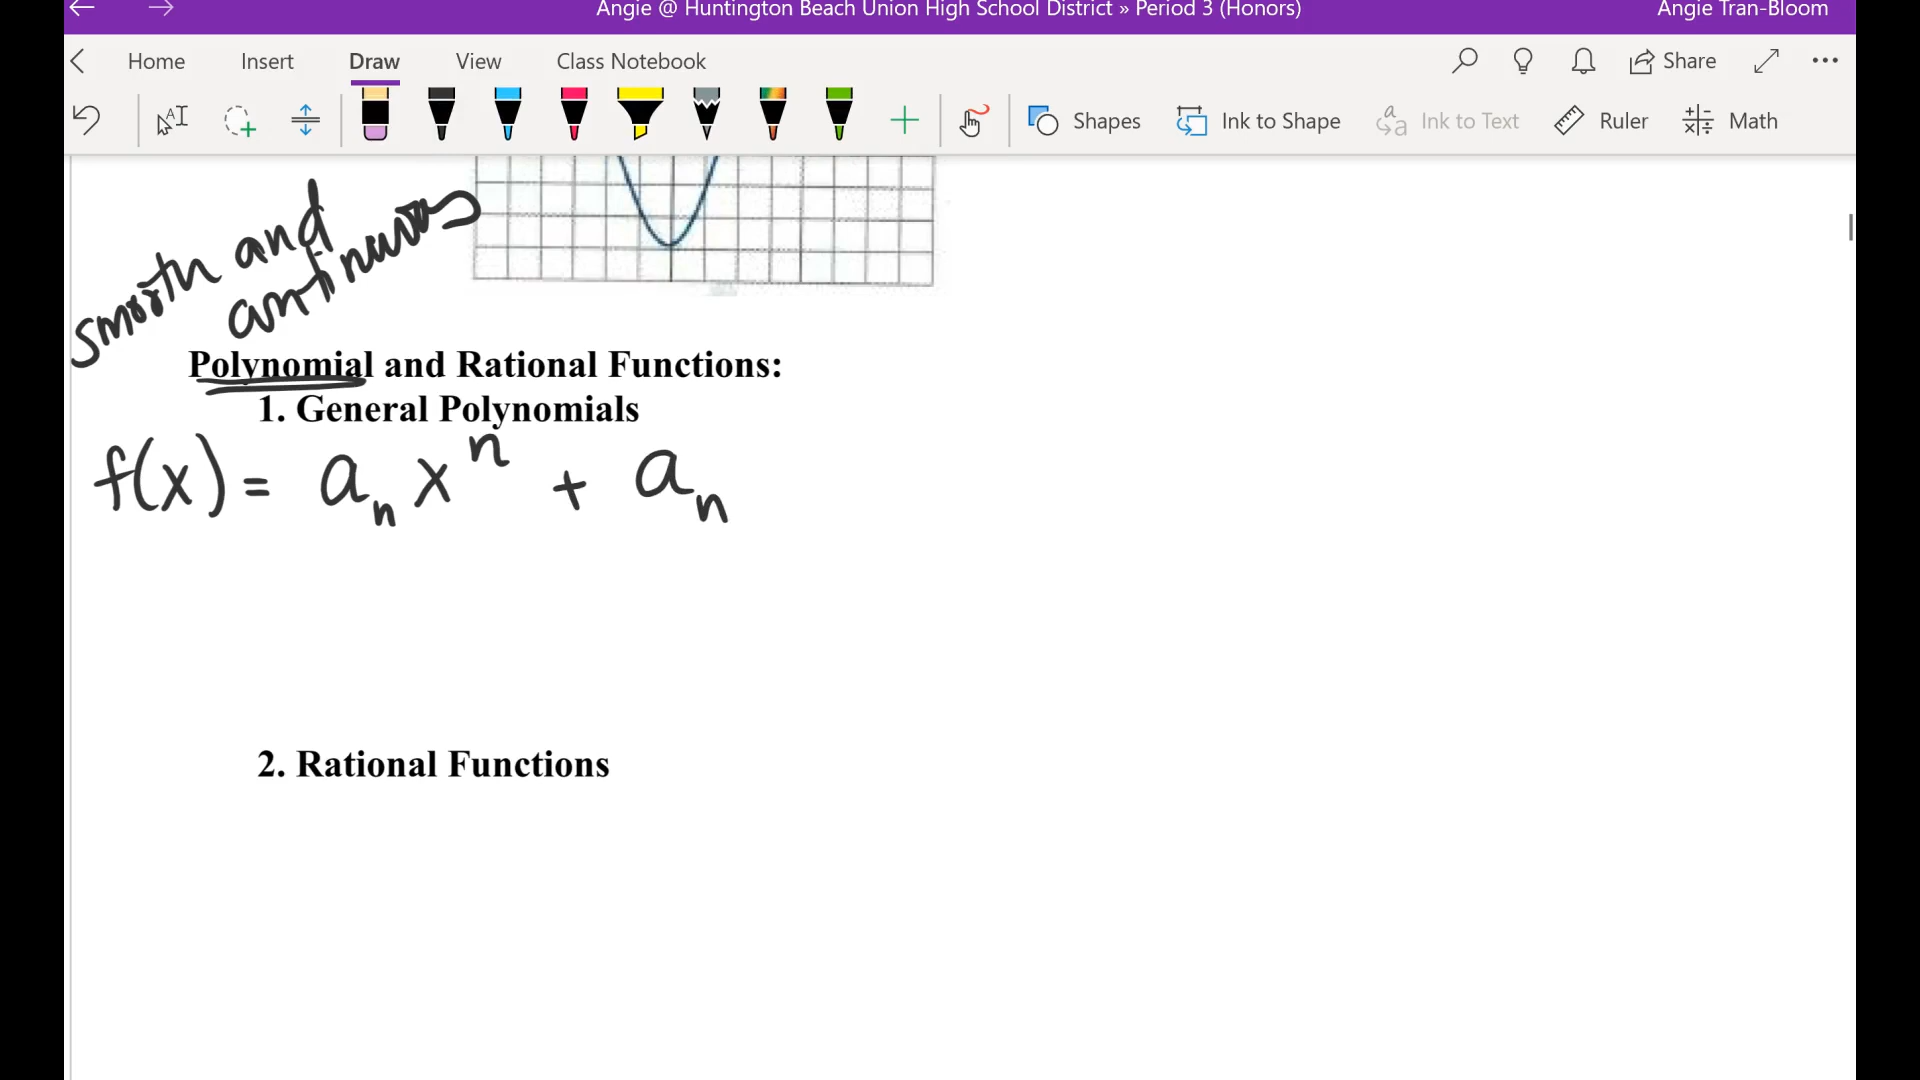 Angie @ Huntington Beach Union High School District » Period 3 (Honors) Angie Tran-Bloom
Home Insert Draw View Class Notebook Share
Shapes Ink to Shape Ink to Text Ruler Math
smooth and
continuous
Polynomial and Rational Functions:
1. General Polynomials
f(x) = aₙ xⁿ + aₙ
2. Rational Functions